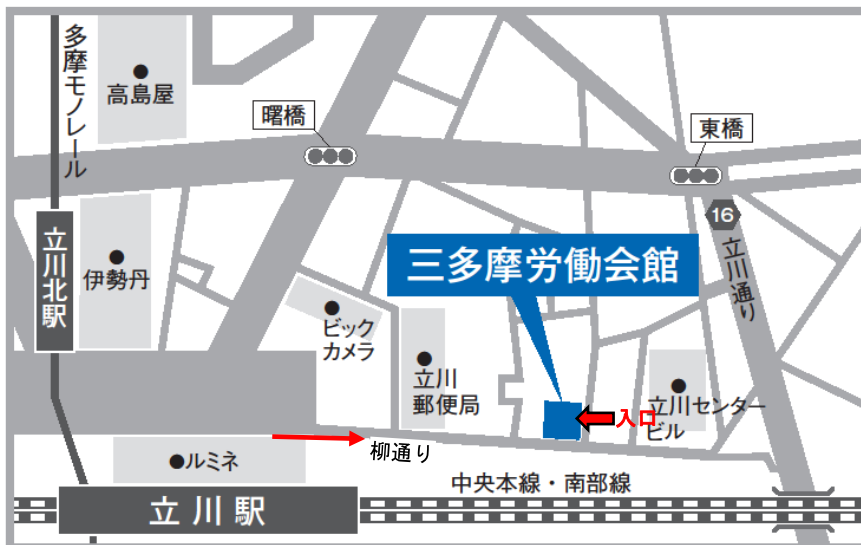 多摩モノレール
高島屋
曙橋
東橋
16
立川通り
立川北駅
伊勢丹
三多摩労働会館
ビック
カメラ
立川
郵便局
入口
立川センター
ビル
柳通り
ルミネ
中央本線・南部線
立川駅